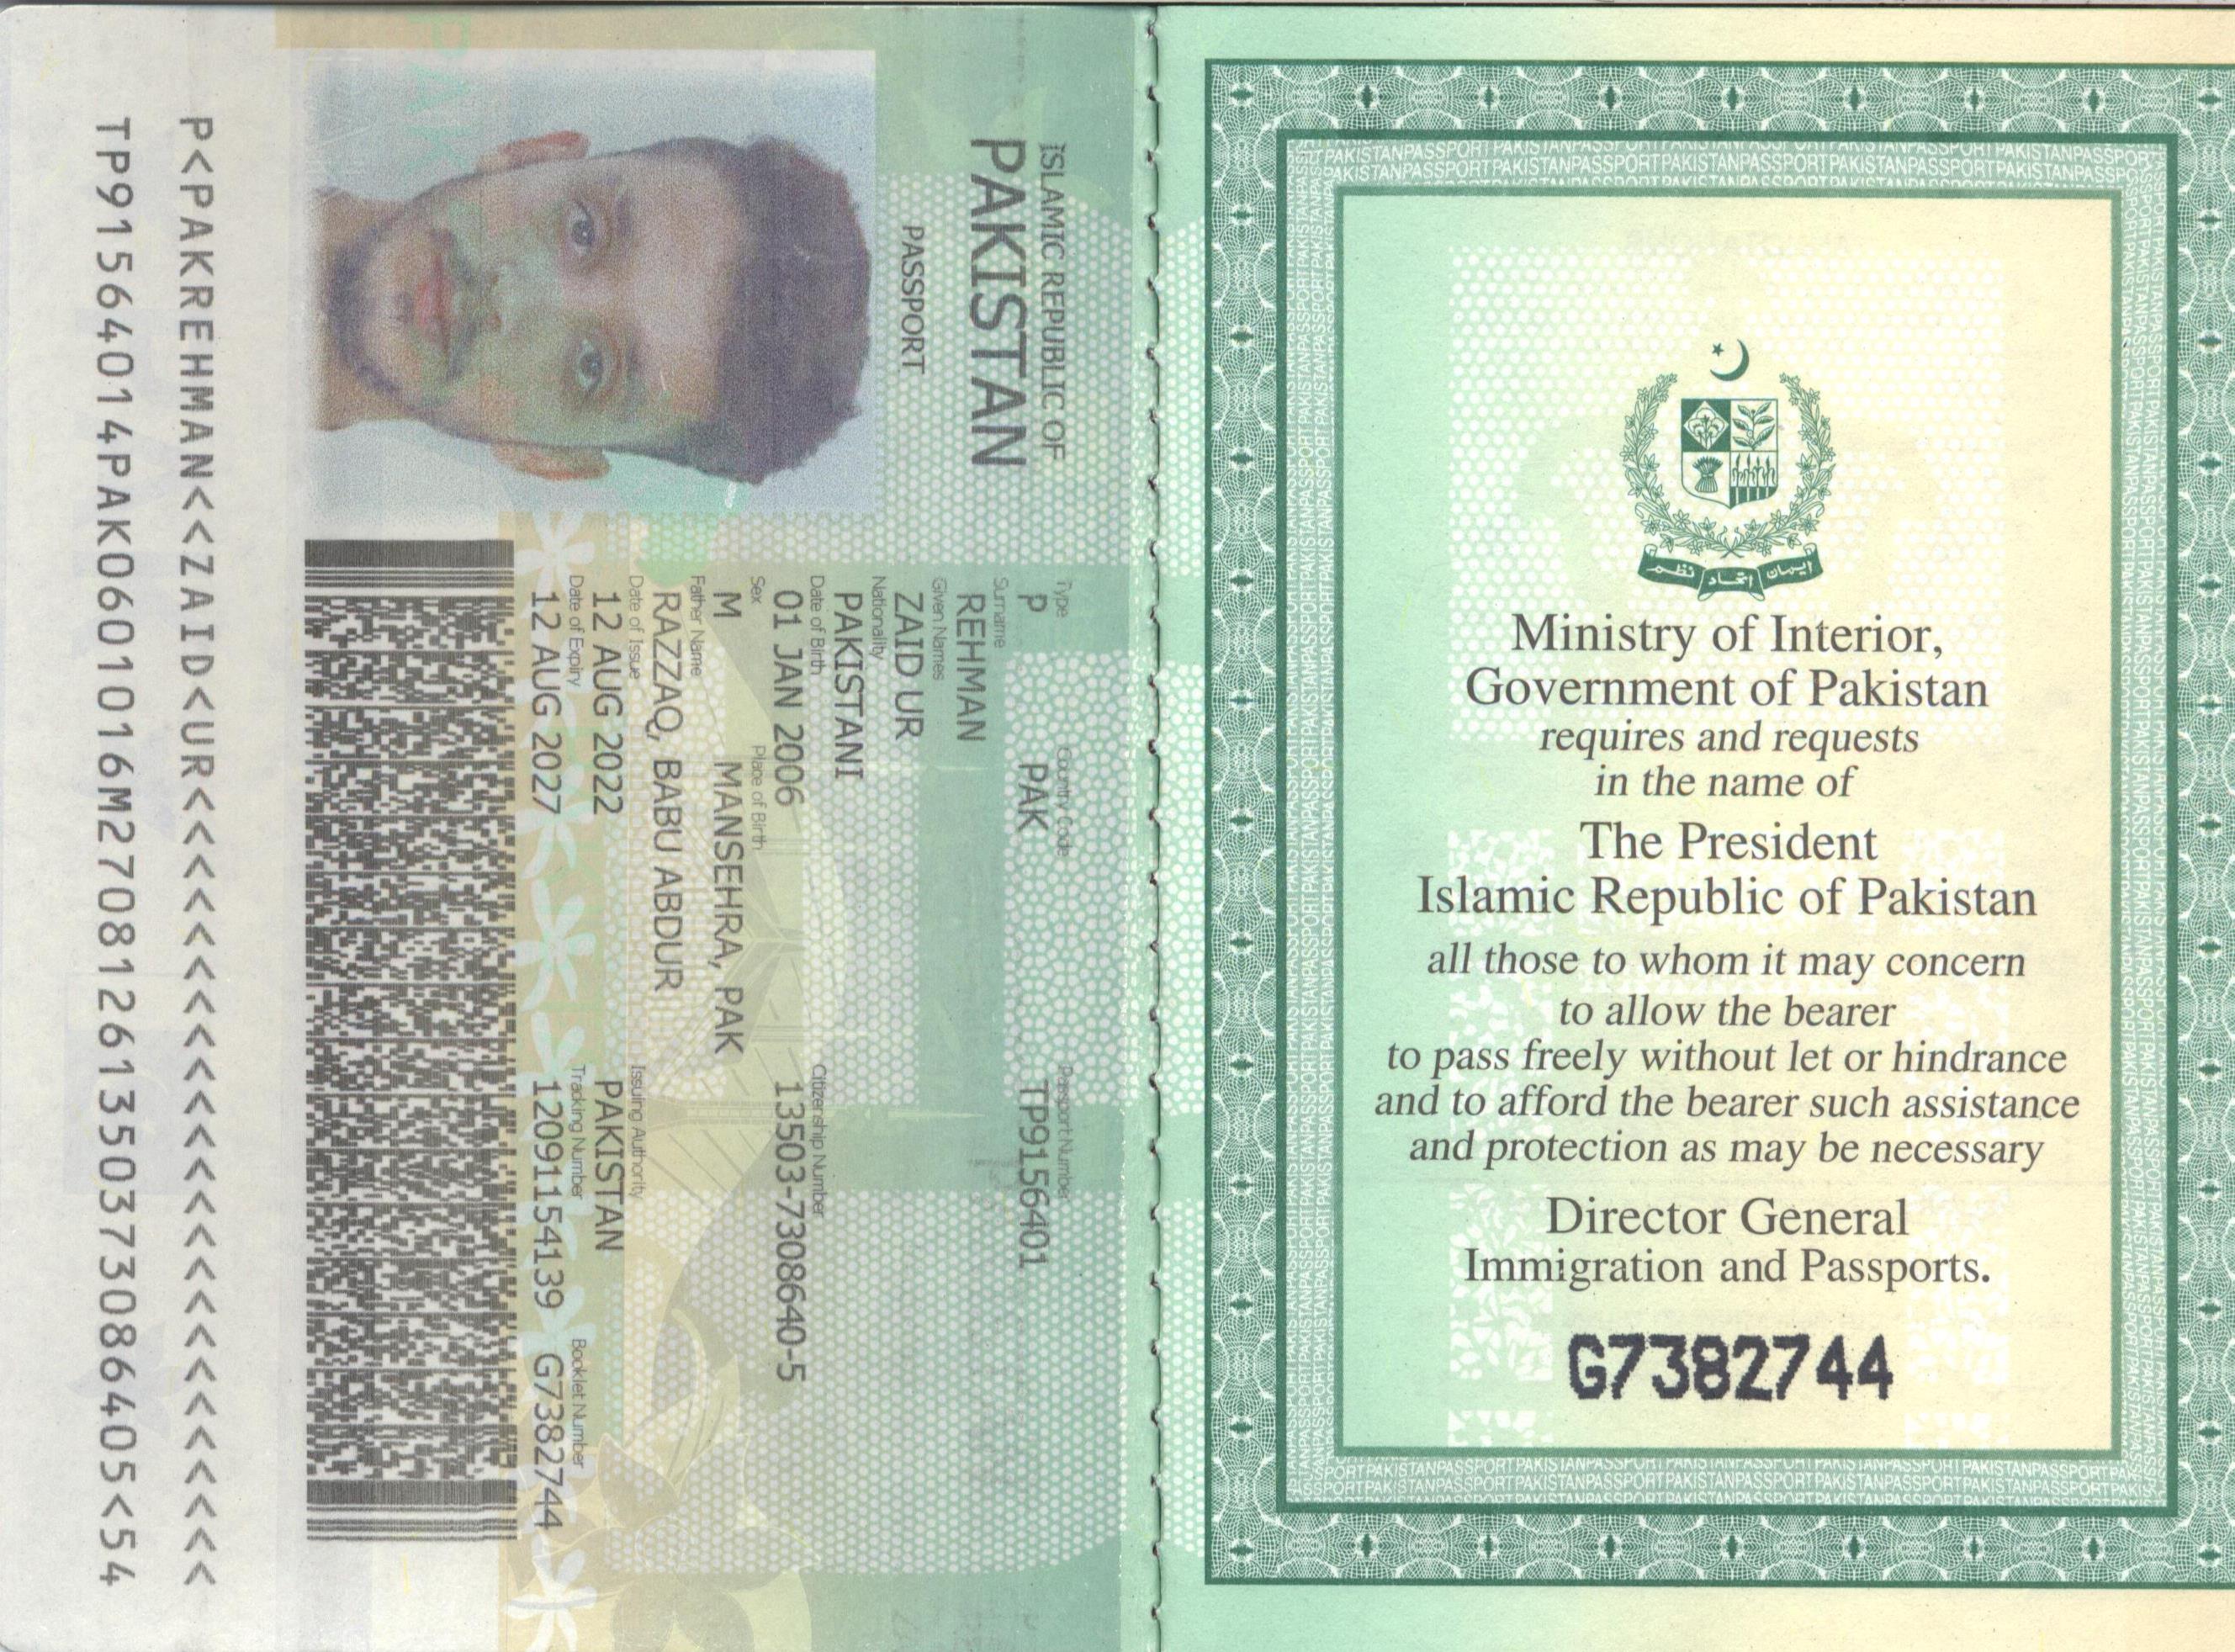 ISLAMIC REPUBLIC OF
PAKISTAN
PASSPORT
Type Country Code Passport Number
P PAK TP9156401
Surname
REHMAN
Given Names
ZAID UR
Nationality
PAKISTANI
Date of Birth Citizenship Number
01 JAN 2006 13503-7308640-5
Sex Place of Birth
M MANSEHRA, PAK
Father Name
RAZZAQ, BABU ABDUR
Date of Issue Issuing Authority
12 AUG 2022 PAKISTAN
Date of Expiry Tracking Number Booklet Number
12 AUG 2027 12091154139 G7382744
P<PAKREHMAN<<ZAID<UR<<<<<<<<<<<<<<<<<<<<<<<<
TP91564014PAK0601016M27081261350373086405<54
ایمان اتحاد نظم
Ministry of Interior,
Government of Pakistan
requires and requests
in the name of
The President
Islamic Republic of Pakistan
all those to whom it may concern
to allow the bearer
to pass freely without let or hindrance
and to afford the bearer such assistance
and protection as may be necessary
Director General
Immigration and Passports.
G7382744